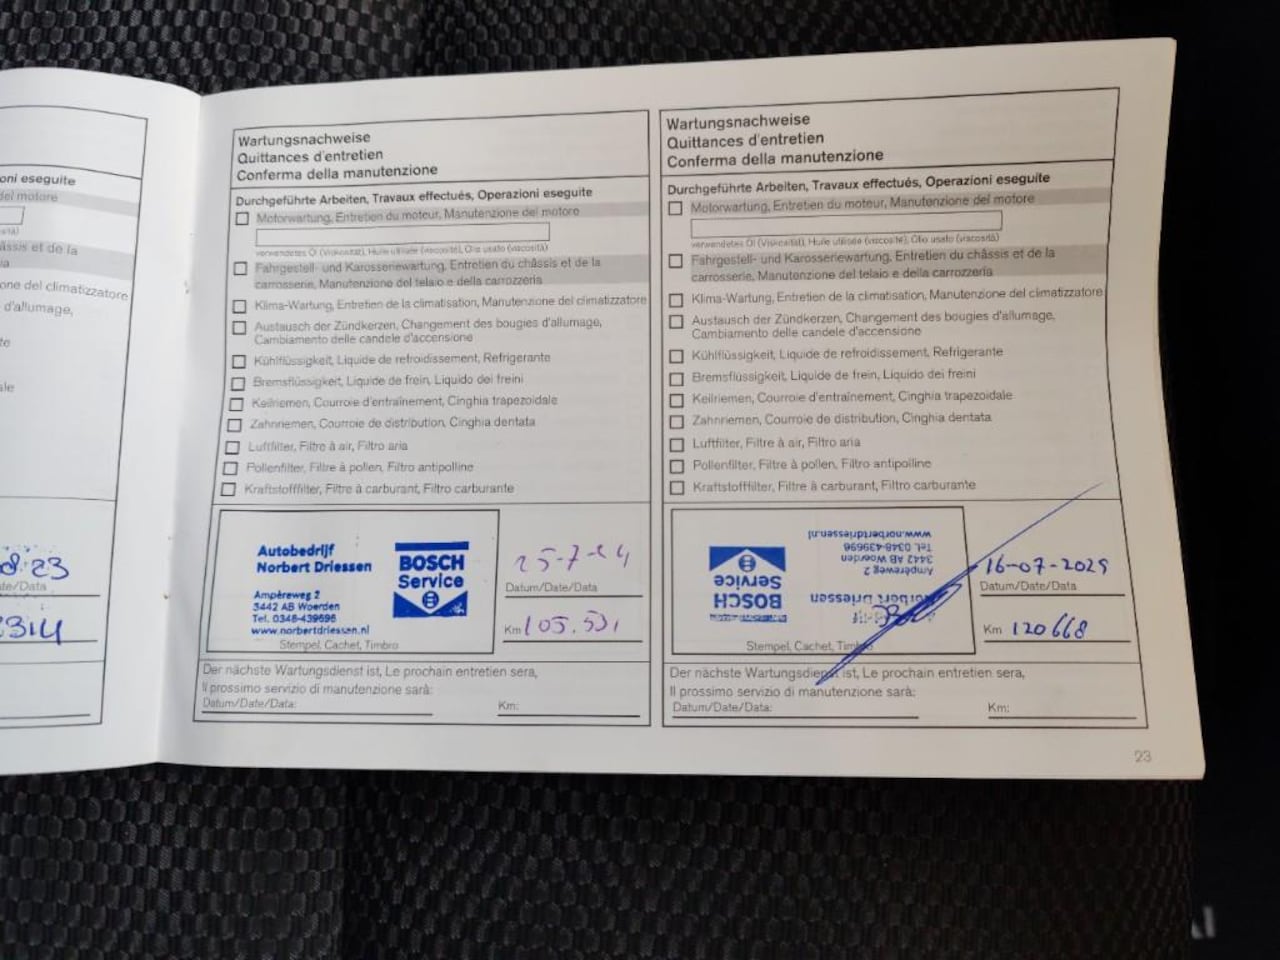 oni eseguite
del motore
sità)
hâssis et de la
ia
one del climatizzatore
d'allumage,
te
ale
8.23
te/Data
314
Wartungsnachweise
Quittances d'entretien
Conferma della manutenzione
Durchgeführte Arbeiten, Travaux effectués, Operazioni eseguite
Motorwartung, Entretien du moteur, Manutenzione del motore
verwendetes Öl (Viskosität), Huile utilisée (viscosité), Olio usato (viscosità)
Fahrgestell- und Karosseriewartung, Entretien du châssis et de la
carrosserie, Manutenzione del telaio e della carrozzeria
Klima-Wartung, Entretien de la climatisation, Manutenzione del climatizzatore
Austausch der Zündkerzen, Changement des bougies d'allumage,
Cambiamento delle candele d'accensione
Kühlflüssigkeit, Liquide de refroidissement, Refrigerante
Bremsflüssigkeit, Liquide de frein, Liquido dei freini
Keilriemen, Courroie d'entraînement, Cinghia trapezoidale
Zahnriemen, Courroie de distribution, Cinghia dentata
Luftfilter, Filtre à air, Filtro aria
Pollenfilter, Filtre à pollen, Filtro antipolline
Kraftstofffilter, Filtre à carburant, Filtro carburante
Autobedrijf
Norbert Driessen
Ampèreweg 2
3442 AB Woerden
Tel. 0348-439696
www.norbertdriessen.nl
BOSCH
Service
Stempel, Cachet, Timbro
25-7-24
Datum/Date/Data
Km 105.531
Der nächste Wartungsdienst ist, Le prochain entretien sera,
Il prossimo servizio di manutenzione sarà:
Datum/Date/Data:
Km:
Wartungsnachweise
Quittances d'entretien
Conferma della manutenzione
Durchgeführte Arbeiten, Travaux effectués, Operazioni eseguite
Motorwartung, Entretien du moteur, Manutenzione del motore
verwendetes Öl (Viskosität), Huile utilisée (viscosité), Olio usato (viscosità)
Fahrgestell- und Karosseriewartung, Entretien du châssis et de la
carrosserie, Manutenzione del telaio e della carrozzeria
Klima-Wartung, Entretien de la climatisation, Manutenzione del climatizzatore
Austausch der Zündkerzen, Changement des bougies d'allumage,
Cambiamento delle candele d'accensione
Kühlflüssigkeit, Liquide de refroidissement, Refrigerante
Bremsflüssigkeit, Liquide de frein, Liquido dei freini
Keilriemen, Courroie d'entraînement, Cinghia trapezoidale
Zahnriemen, Courroie de distribution, Cinghia dentata
Luftfilter, Filtre à air, Filtro aria
Pollenfilter, Filtre à pollen, Filtro antipolline
Kraftstofffilter, Filtre à carburant, Filtro carburante
Norbert Driessen
Ampèreweg 2
3442 AB Woerden
Tel. 0348-439696
www.norbertdriessen.nl
BOSCH
Service
Stempel, Cachet, Timbro
16-07-2025
Datum/Date/Data
Km 120668
Der nächste Wartungsdienst ist, Le prochain entretien sera,
Il prossimo servizio di manutenzione sarà:
Datum/Date/Data:
Km:
23